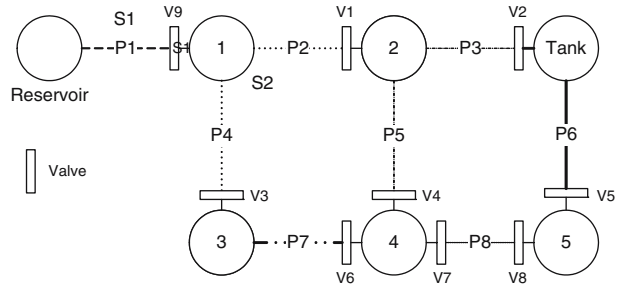 S1 V9 V1 V2
P1 S1 1 P2 2 P3 Tank
Reservoir S2
P4 P5 P6
Valve
V3 V4 V5
3 P7 4 P8 5
V6 V7 V8